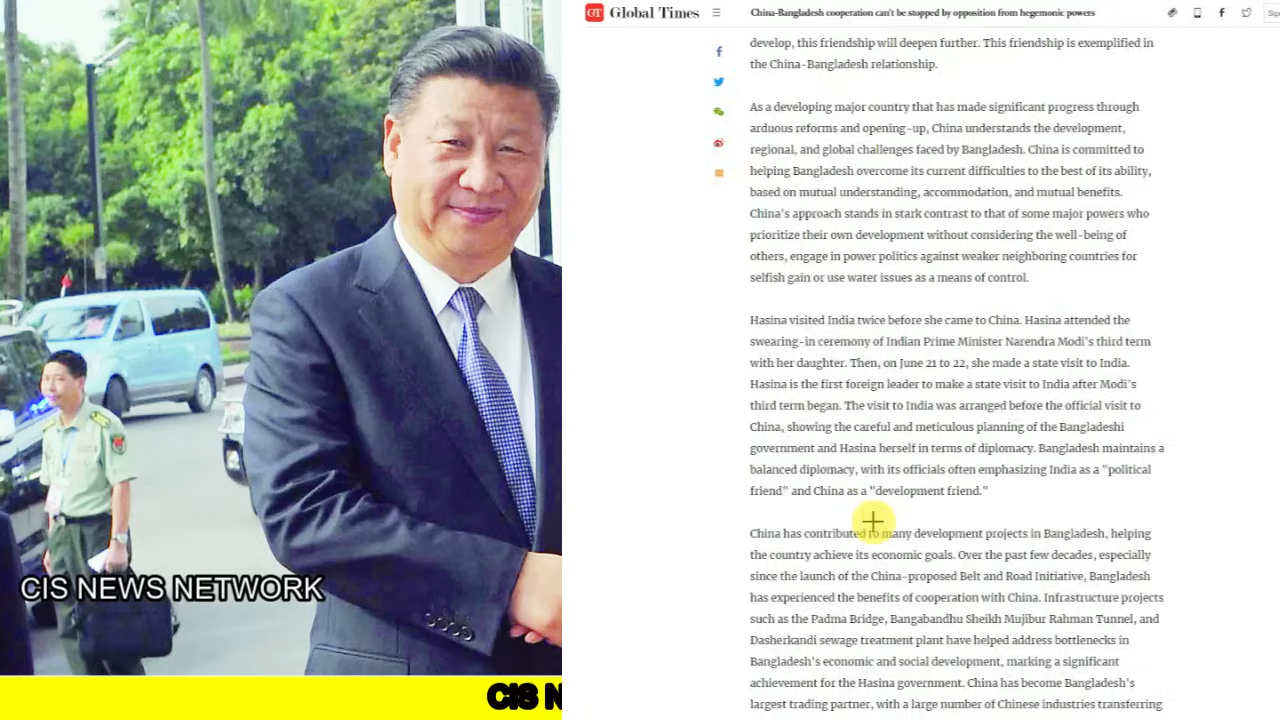 CIS NEWS NETWORK
CIS N
GT Global Times
China-Bangladesh cooperation can't be stopped by opposition from hegemonic powers
develop, this friendship will deepen further. This friendship is exemplified in
the China-Bangladesh relationship.
As a developing major country that has made significant progress through
arduous reforms and opening-up, China understands the development,
regional, and global challenges faced by Bangladesh. China is committed to
helping Bangladesh overcome its current difficulties to the best of its ability,
based on mutual understanding, accommodation, and mutual benefits.
China's approach stands in stark contrast to that of some major powers who
prioritize their own development without considering the well-being of
others, engage in power politics against weaker neighboring countries for
selfish gain or use water issues as a means of control.
Hasina visited India twice before she came to China. Hasina attended the
swearing-in ceremony of Indian Prime Minister Narendra Modi's third term
with her daughter. Then, on June 21 to 22, she made a state visit to India.
Hasina is the first foreign leader to make a state visit to India after Modi's
third term began. The visit to India was arranged before the official visit to
China, showing the careful and meticulous planning of the Bangladeshi
government and Hasina herself in terms of diplomacy. Bangladesh maintains a
balanced diplomacy, with its officials often emphasizing India as a "political
friend" and China as a "development friend."
China has contributed to many development projects in Bangladesh, helping
the country achieve its economic goals. Over the past few decades, especially
since the launch of the China-proposed Belt and Road Initiative, Bangladesh
has experienced the benefits of cooperation with China. Infrastructure projects
such as the Padma Bridge, Bangabandhu Sheikh Mujibur Rahman Tunnel, and
Dasherkandi sewage treatment plant have helped address bottlenecks in
Bangladesh's economic and social development, marking a significant
achievement for the Hasina government. China has become Bangladesh's
largest trading partner, with a large number of Chinese industries transferring